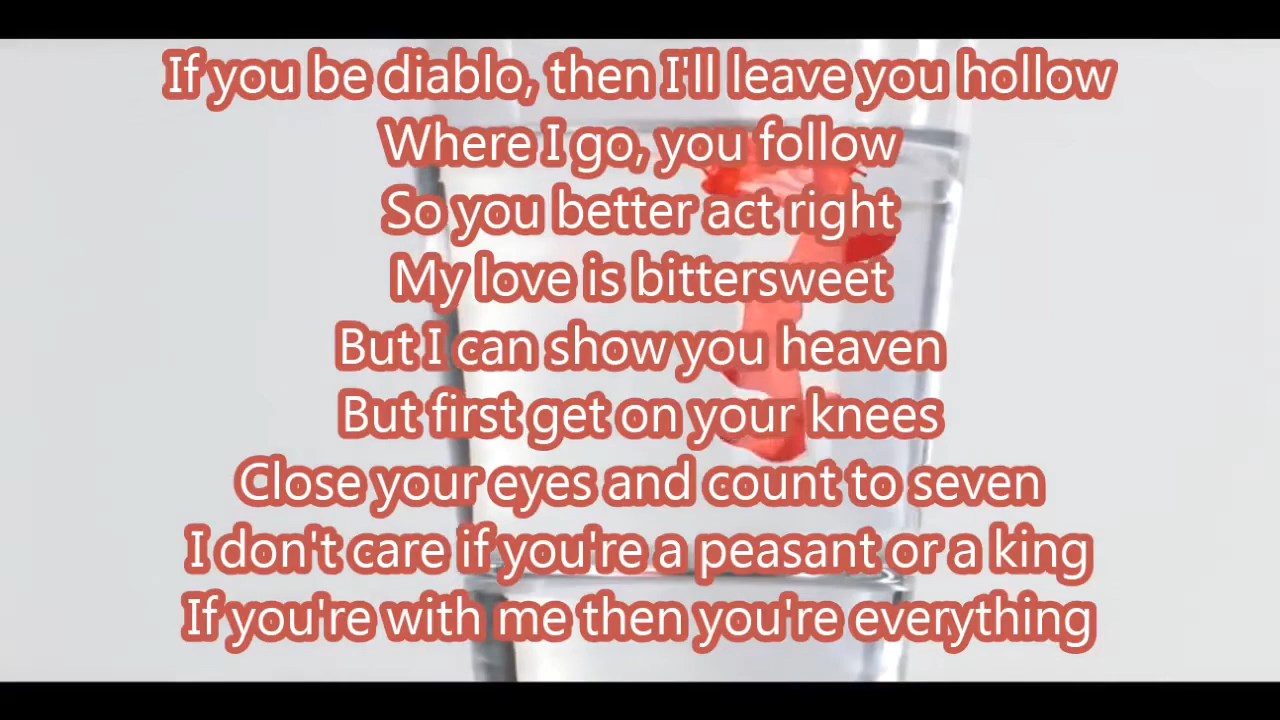 If you be diablo, then I'll leave you hollow
Where I go, you follow
So you better act right
My love is bittersweet
But I can show you heaven
But first get on your knees
Close your eyes and count to seven
I don't care if you're a peasant or a king
If you're with me then you're everything